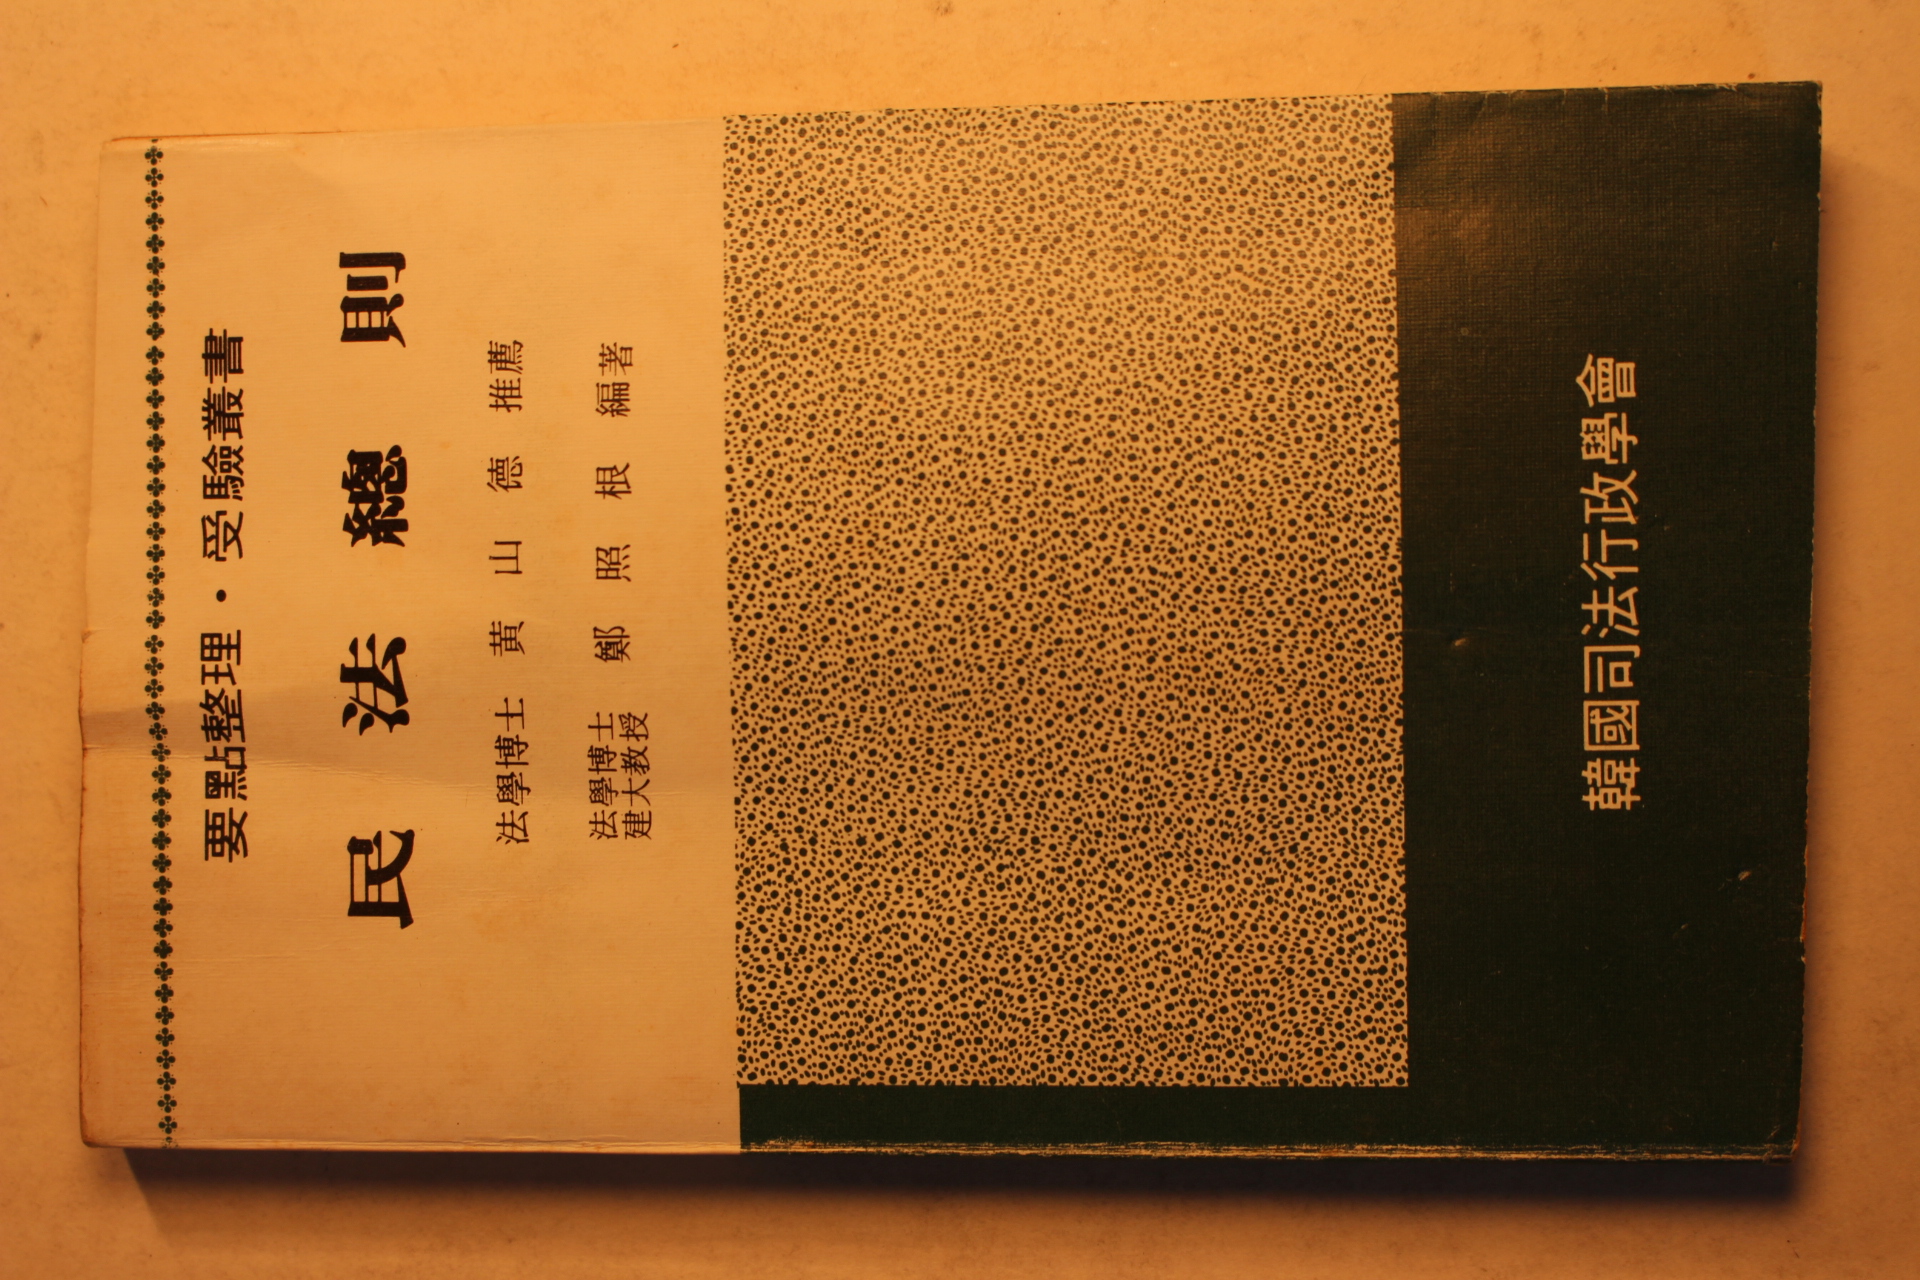 要點整理・受驗叢書
民法總則
法學博士 黃山德 推薦
法學博士
建大教授 鄭照根 編著
韓國司法行政學會